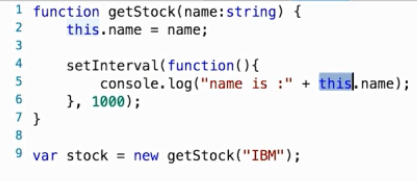 1 function getStock(name:string) {
2     this.name = name;
3
4     setInterval(function(){
5         console.log("name is :" + this.name);
6     }, 1000);
7 }
8
9 var stock = new getStock("IBM");